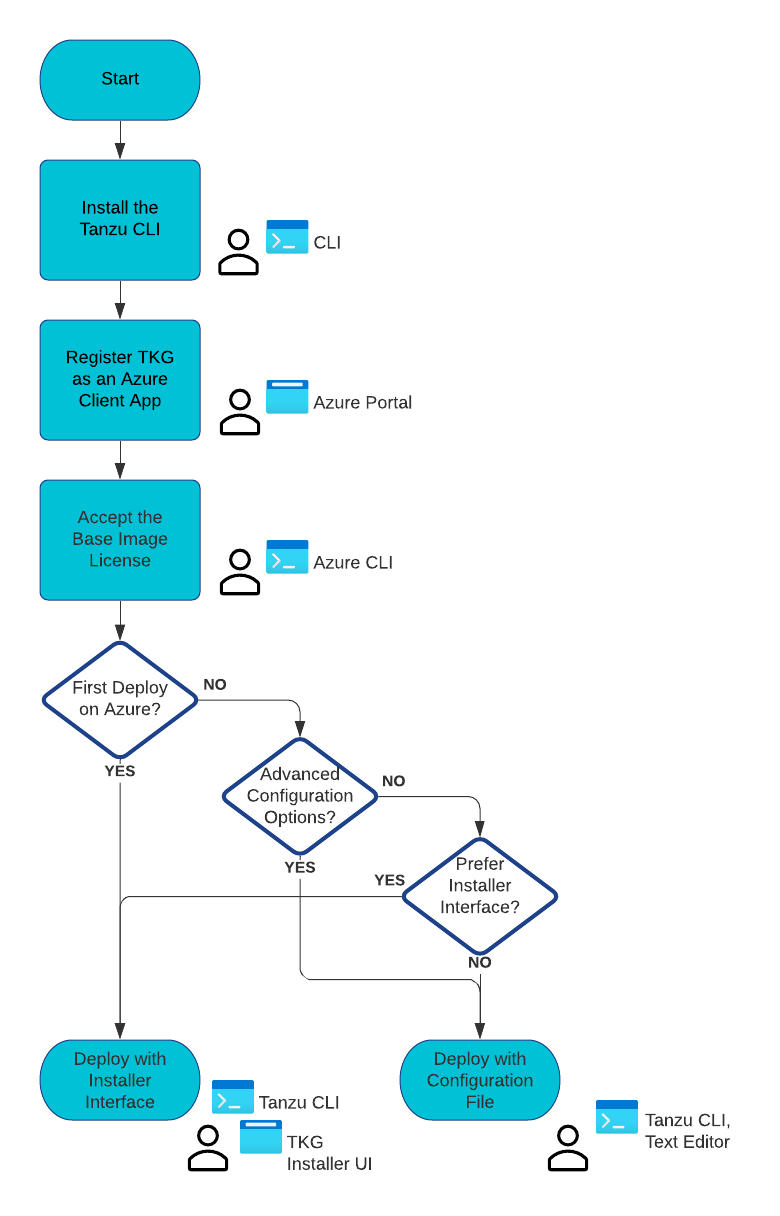 Start
Install the
Tanzu CLI
CLI
Register TKG
as an Azure
Client App
Azure Portal
Accept the
Base Image
License
Azure CLI
First Deploy
on Azure?
NO
YES
Advanced
Configuration
Options?
NO
YES
Prefer
Installer
Interface?
YES
NO
Deploy with
Installer
Interface
Tanzu CLI
TKG
Installer UI
Deploy with
Configuration
File
Tanzu CLI,
Text Editor